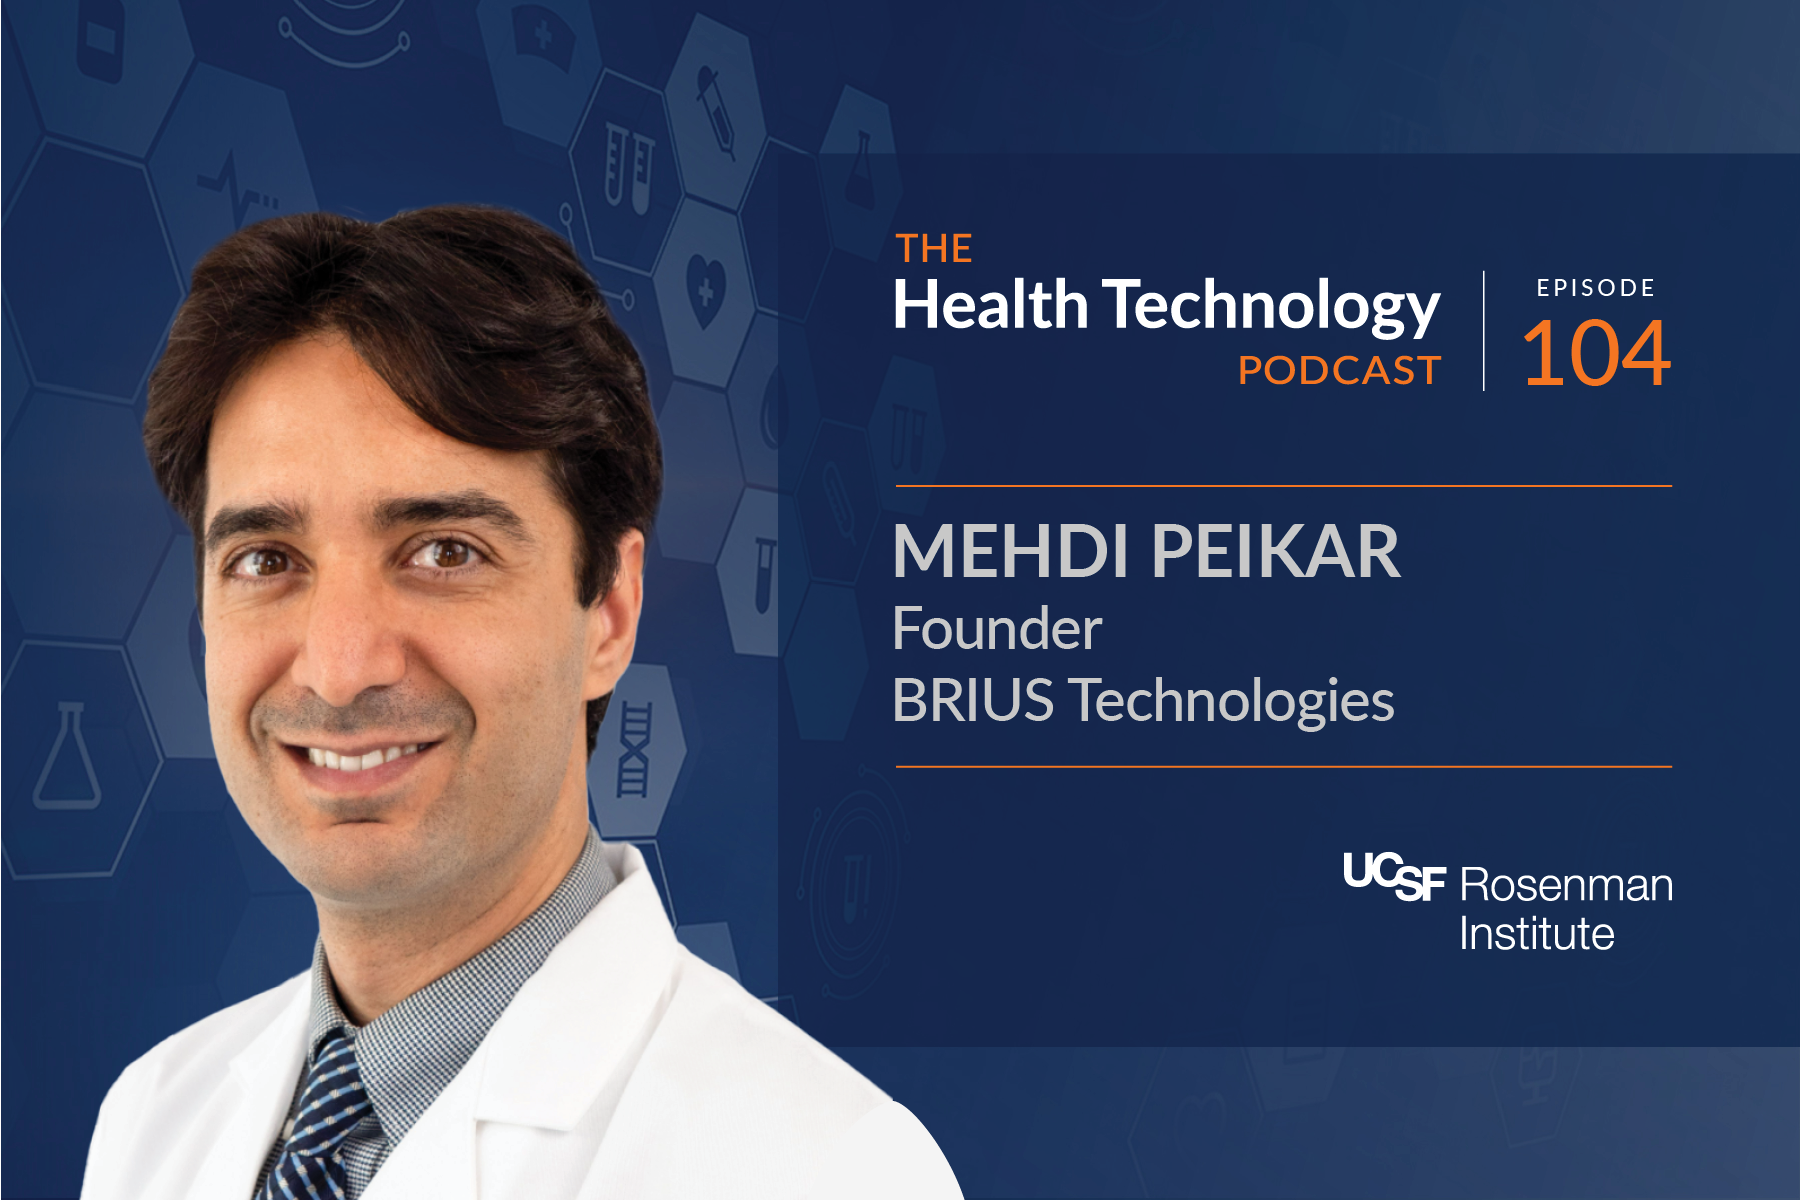 THE
Health Technology
PODCAST
EPISODE
104
MEHDI PEIKAR
Founder
BRIUS Technologies
UCSF Rosenman
Institute